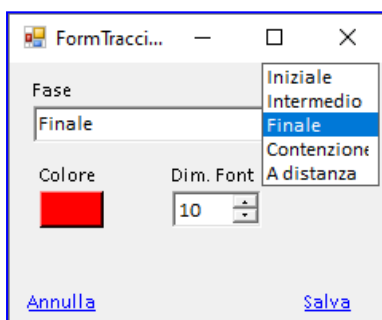 FormTracci...
Fase
Finale
Iniziale
Intermedio
Finale
Contenzione
A distanza
Colore
Dim. Font
10
Annulla
Salva